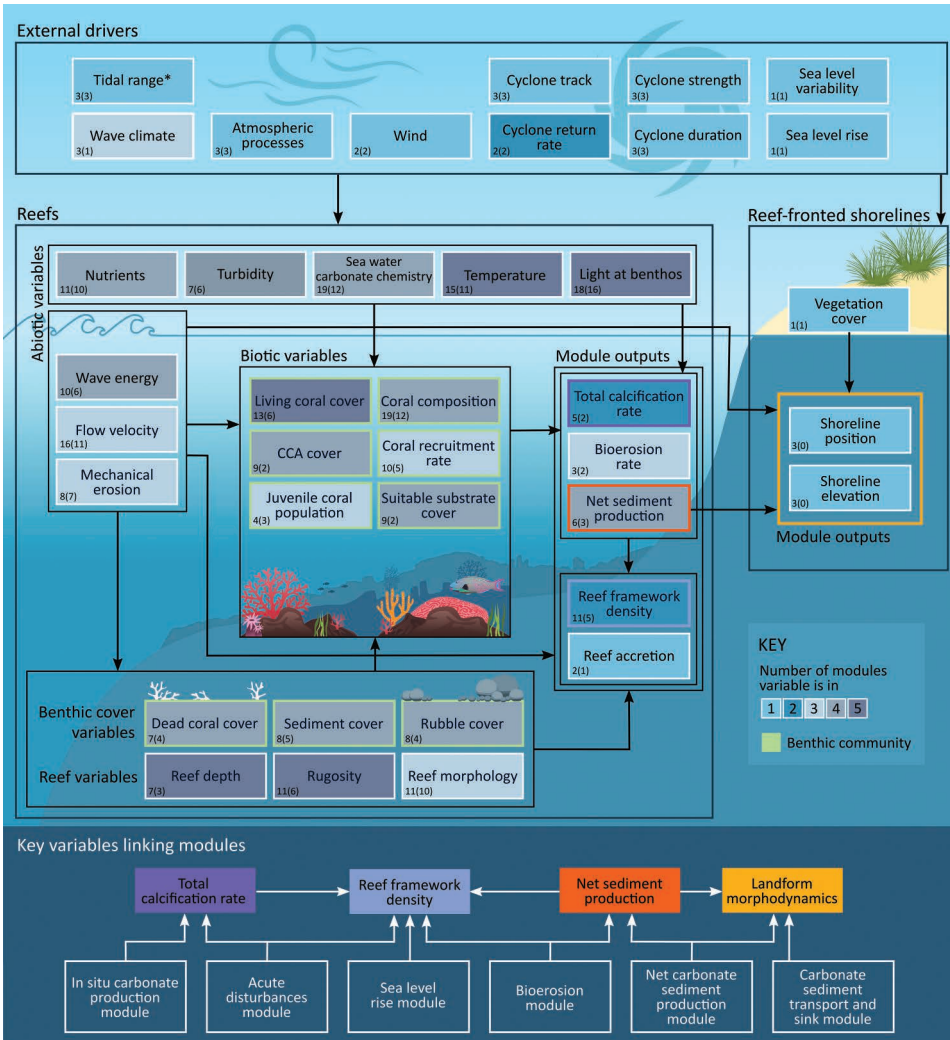 External drivers
Tidal range*
3(3)
Cyclone track
3(3)
Cyclone strength
3(3)
Sea level
variability
1(1)
Wave climate
3(1)
Atmospheric
processes
3(3)
Wind
2(2)
Cyclone return
rate
2(2)
Cyclone duration
3(3)
Sea level rise
1(1)
Reefs
Abiotic variables
Nutrients
11(10)
Turbidity
7(6)
Sea water
carbonate chemistry
19(12)
Temperature
15(11)
Light at benthos
18(16)
Wave energy
10(6)
Flow velocity
16(11)
Mechanical
erosion
8(7)
Biotic variables
Living coral cover
13(6)
Coral composition
19(12)
CCA cover
9(2)
Coral recruitment
rate
10(5)
Juvenile coral
population
4(3)
Suitable substrate
cover
9(2)
Module outputs
Total calcification
rate
5(2)
Bioerosion
rate
3(2)
Net sediment
production
6(3)
Reef framework
density
11(5)
Reef accretion
2(1)
Benthic cover
variables
Dead coral cover
7(4)
Sediment cover
8(5)
Rubble cover
8(4)
Reef variables
Reef depth
7(3)
Rugosity
11(6)
Reef morphology
11(10)
Reef-fronted shorelines
Vegetation
cover
1(1)
Shoreline
position
3(0)
Shoreline
elevation
3(0)
Module outputs
KEY
Number of modules
variable is in
1 2 3 4 5
Benthic community
Key variables linking modules
Total
calcification rate
Reef framework
density
Net sediment
production
Landform
morphodynamics
In situ carbonate
production
module
Acute
disturbances
module
Sea level
rise module
Bioerosion
module
Net carbonate
sediment
production module
Carbonate
sediment
transport and
sink module